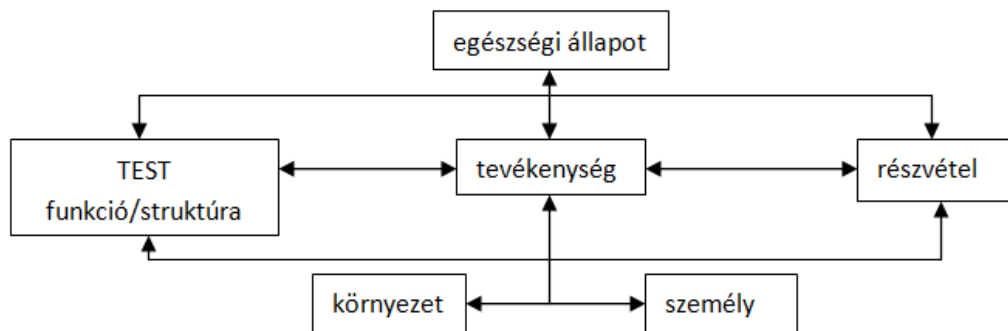 egészségi állapot
TEST
funkció/struktúra
tevékenység
részvétel
környezet
személy